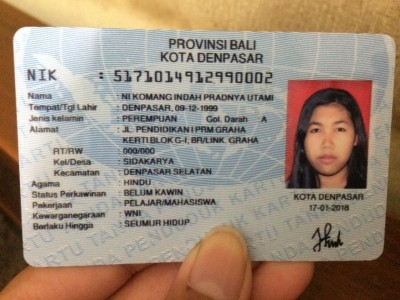 PROVINSI BALI
KOTA DENPASAR
NIK : 5171014912990002
Nama : NI KOMANG INDAH PRADNYA UTAMI
Tempat/Tgl Lahir : DENPASAR, 09-12-1999
Jenis kelamin : PEREMPUAN Gol. Darah A
Alamat : JL. PENDIDIKAN I PRM GRAHA
KERTI BLOK G-I, BR/LINK. GRAHA
RT/RW : 000/000
Kel/Desa : SIDAKARYA
Kecamatan : DENPASAR SELATAN
Agama : HINDU
Status Perkawinan : BELUM KAWIN
Pekerjaan : PELAJAR/MAHASISWA
Kewarganegaraan : WNI
Berlaku Hingga : SEUMUR HIDUP
KOTA DENPASAR
17-01-2018